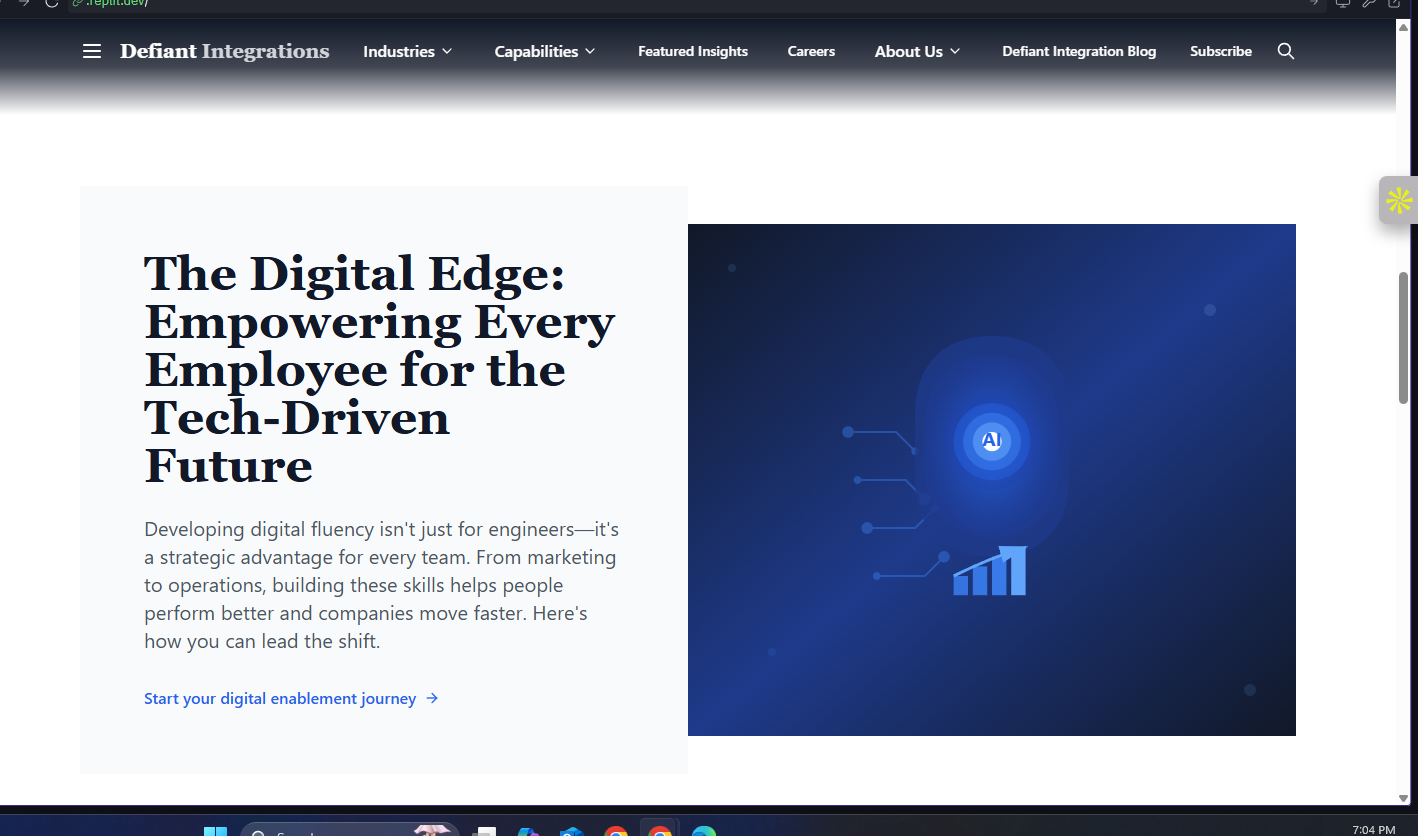 .replit.dev/
Defiant Integrations
Industries
Capabilities
Featured Insights
Careers
About Us
Defiant Integration Blog
Subscribe
The Digital Edge:
Empowering Every
Employee for the
Tech-Driven
Future
Developing digital fluency isn't just for engineers—it's
a strategic advantage for every team. From marketing
to operations, building these skills helps people
perform better and companies move faster. Here's
how you can lead the shift.
Start your digital enablement journey
AI
7:04 PM